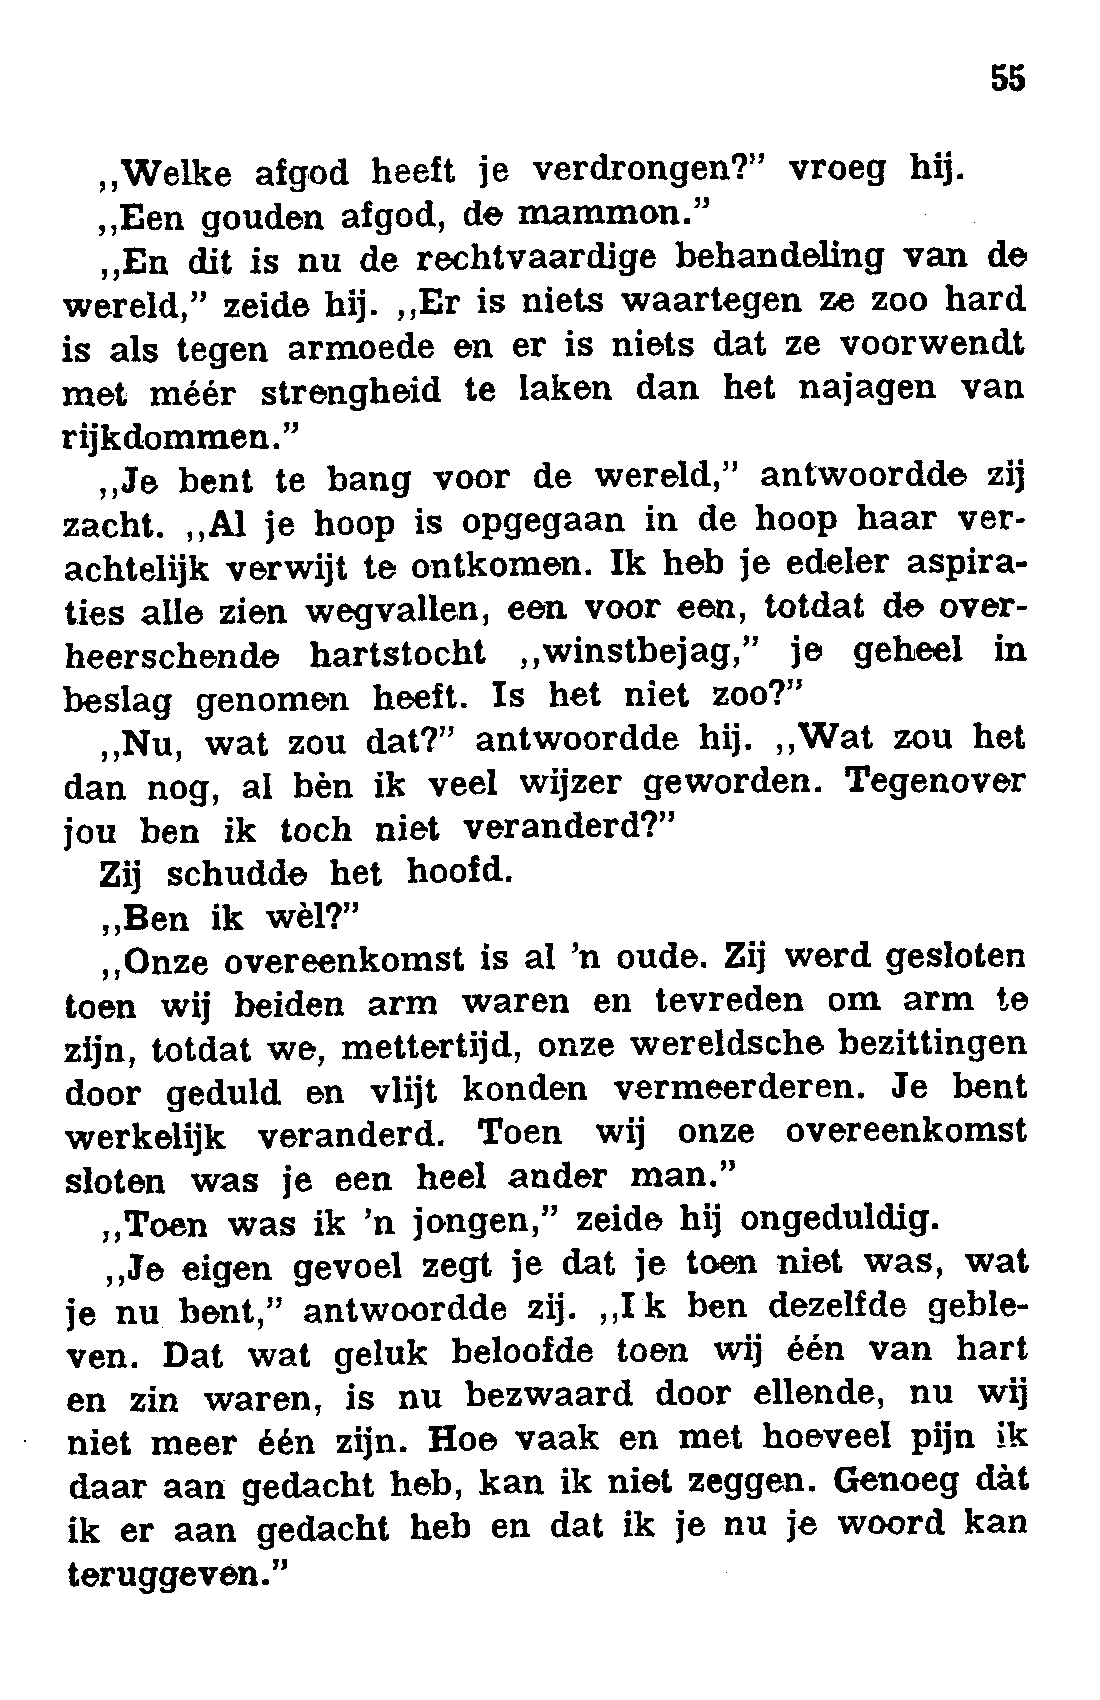 55
,,Welke afgod heeft je verdrongen?” vroeg hij.
,,Een gouden afgod, de mammon.”
,,En dit is nu de rechtvaardige behandeling van de
wereld,” zeide hij. ,,Er is niets waartegen ze zoo hard
is als tegen armoede en er is niets dat ze voorwendt
met méér strengheid te laken dan het najagen van
rijkdommen.”
,,Je bent te bang voor de wereld,” antwoordde zij
zacht. ,,Al je hoop is opgegaan in de hoop haar ver-
achtelijk verwijt te ontkomen. Ik heb je edeler aspira-
ties alle zien wegvallen, een voor een, totdat de over-
heerschende hartstocht ,,winstbejag,” je geheel in
beslag genomen heeft. Is het niet zoo?”
,,Nu, wat zou dat?” antwoordde hij. ,,Wat zou het
dan nog, al bèn ik veel wijzer geworden. Tegenover
jou ben ik toch niet veranderd?”
Zij schudde het hoofd.
,,Ben ik wèl?”
,,Onze overeenkomst is al ’n oude. Zij werd gesloten
toen wij beiden arm waren en tevreden om arm te
zijn, totdat we, mettertijd, onze wereldsche bezittingen
door geduld en vlijt konden vermeerderen. Je bent
werkelijk veranderd. Toen wij onze overeenkomst
sloten was je een heel ander man.”
,,Toen was ik ’n jongen,” zeide hij ongeduldig.
,,Je eigen gevoel zegt je dat je toen niet was, wat
je nu bent,” antwoordde zij. ,,I k ben dezelfde geble-
ven. Dat wat geluk beloofde toen wij één van hart
en zin waren, is nu bezwaard door ellende, nu wij
niet meer één zijn. Hoe vaak en met hoeveel pijn ik
daar aan gedacht heb, kan ik niet zeggen. Genoeg dàt
ik er aan gedacht heb en dat ik je nu je woord kan
teruggeven.”